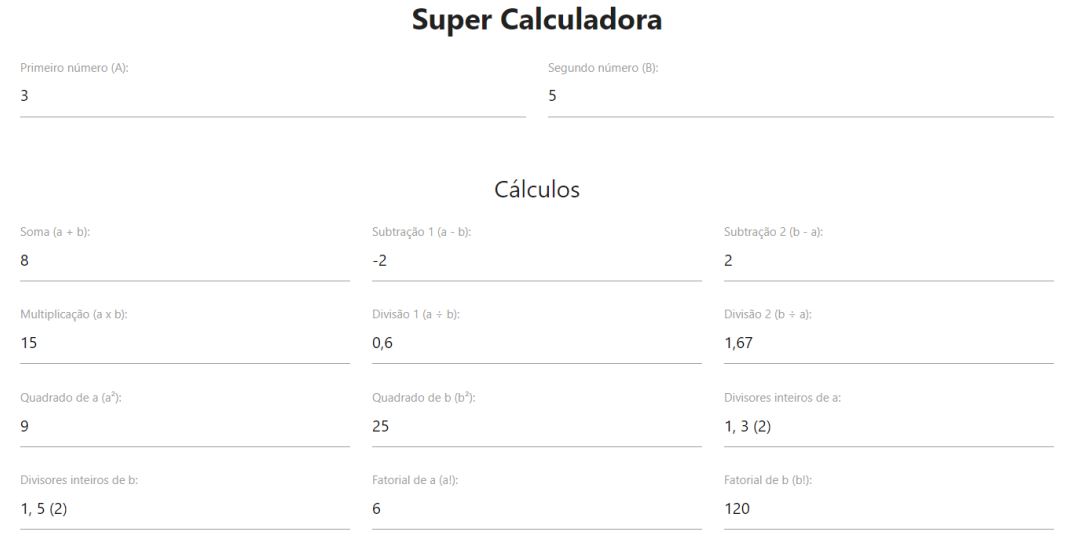 Super Calculadora
Primeiro número (A):
3
Segundo número (B):
5
Cálculos
Soma (a + b):
8
Subtração 1 (a - b):
-2
Subtração 2 (b - a):
2
Multiplicação (a x b):
15
Divisão 1 (a ÷ b):
0,6
Divisão 2 (b ÷ a):
1,67
Quadrado de a (a²):
9
Quadrado de b (b²):
25
Divisores inteiros de a:
1, 3 (2)
Divisores inteiros de b:
1, 5 (2)
Fatorial de a (a!):
6
Fatorial de b (b!):
120